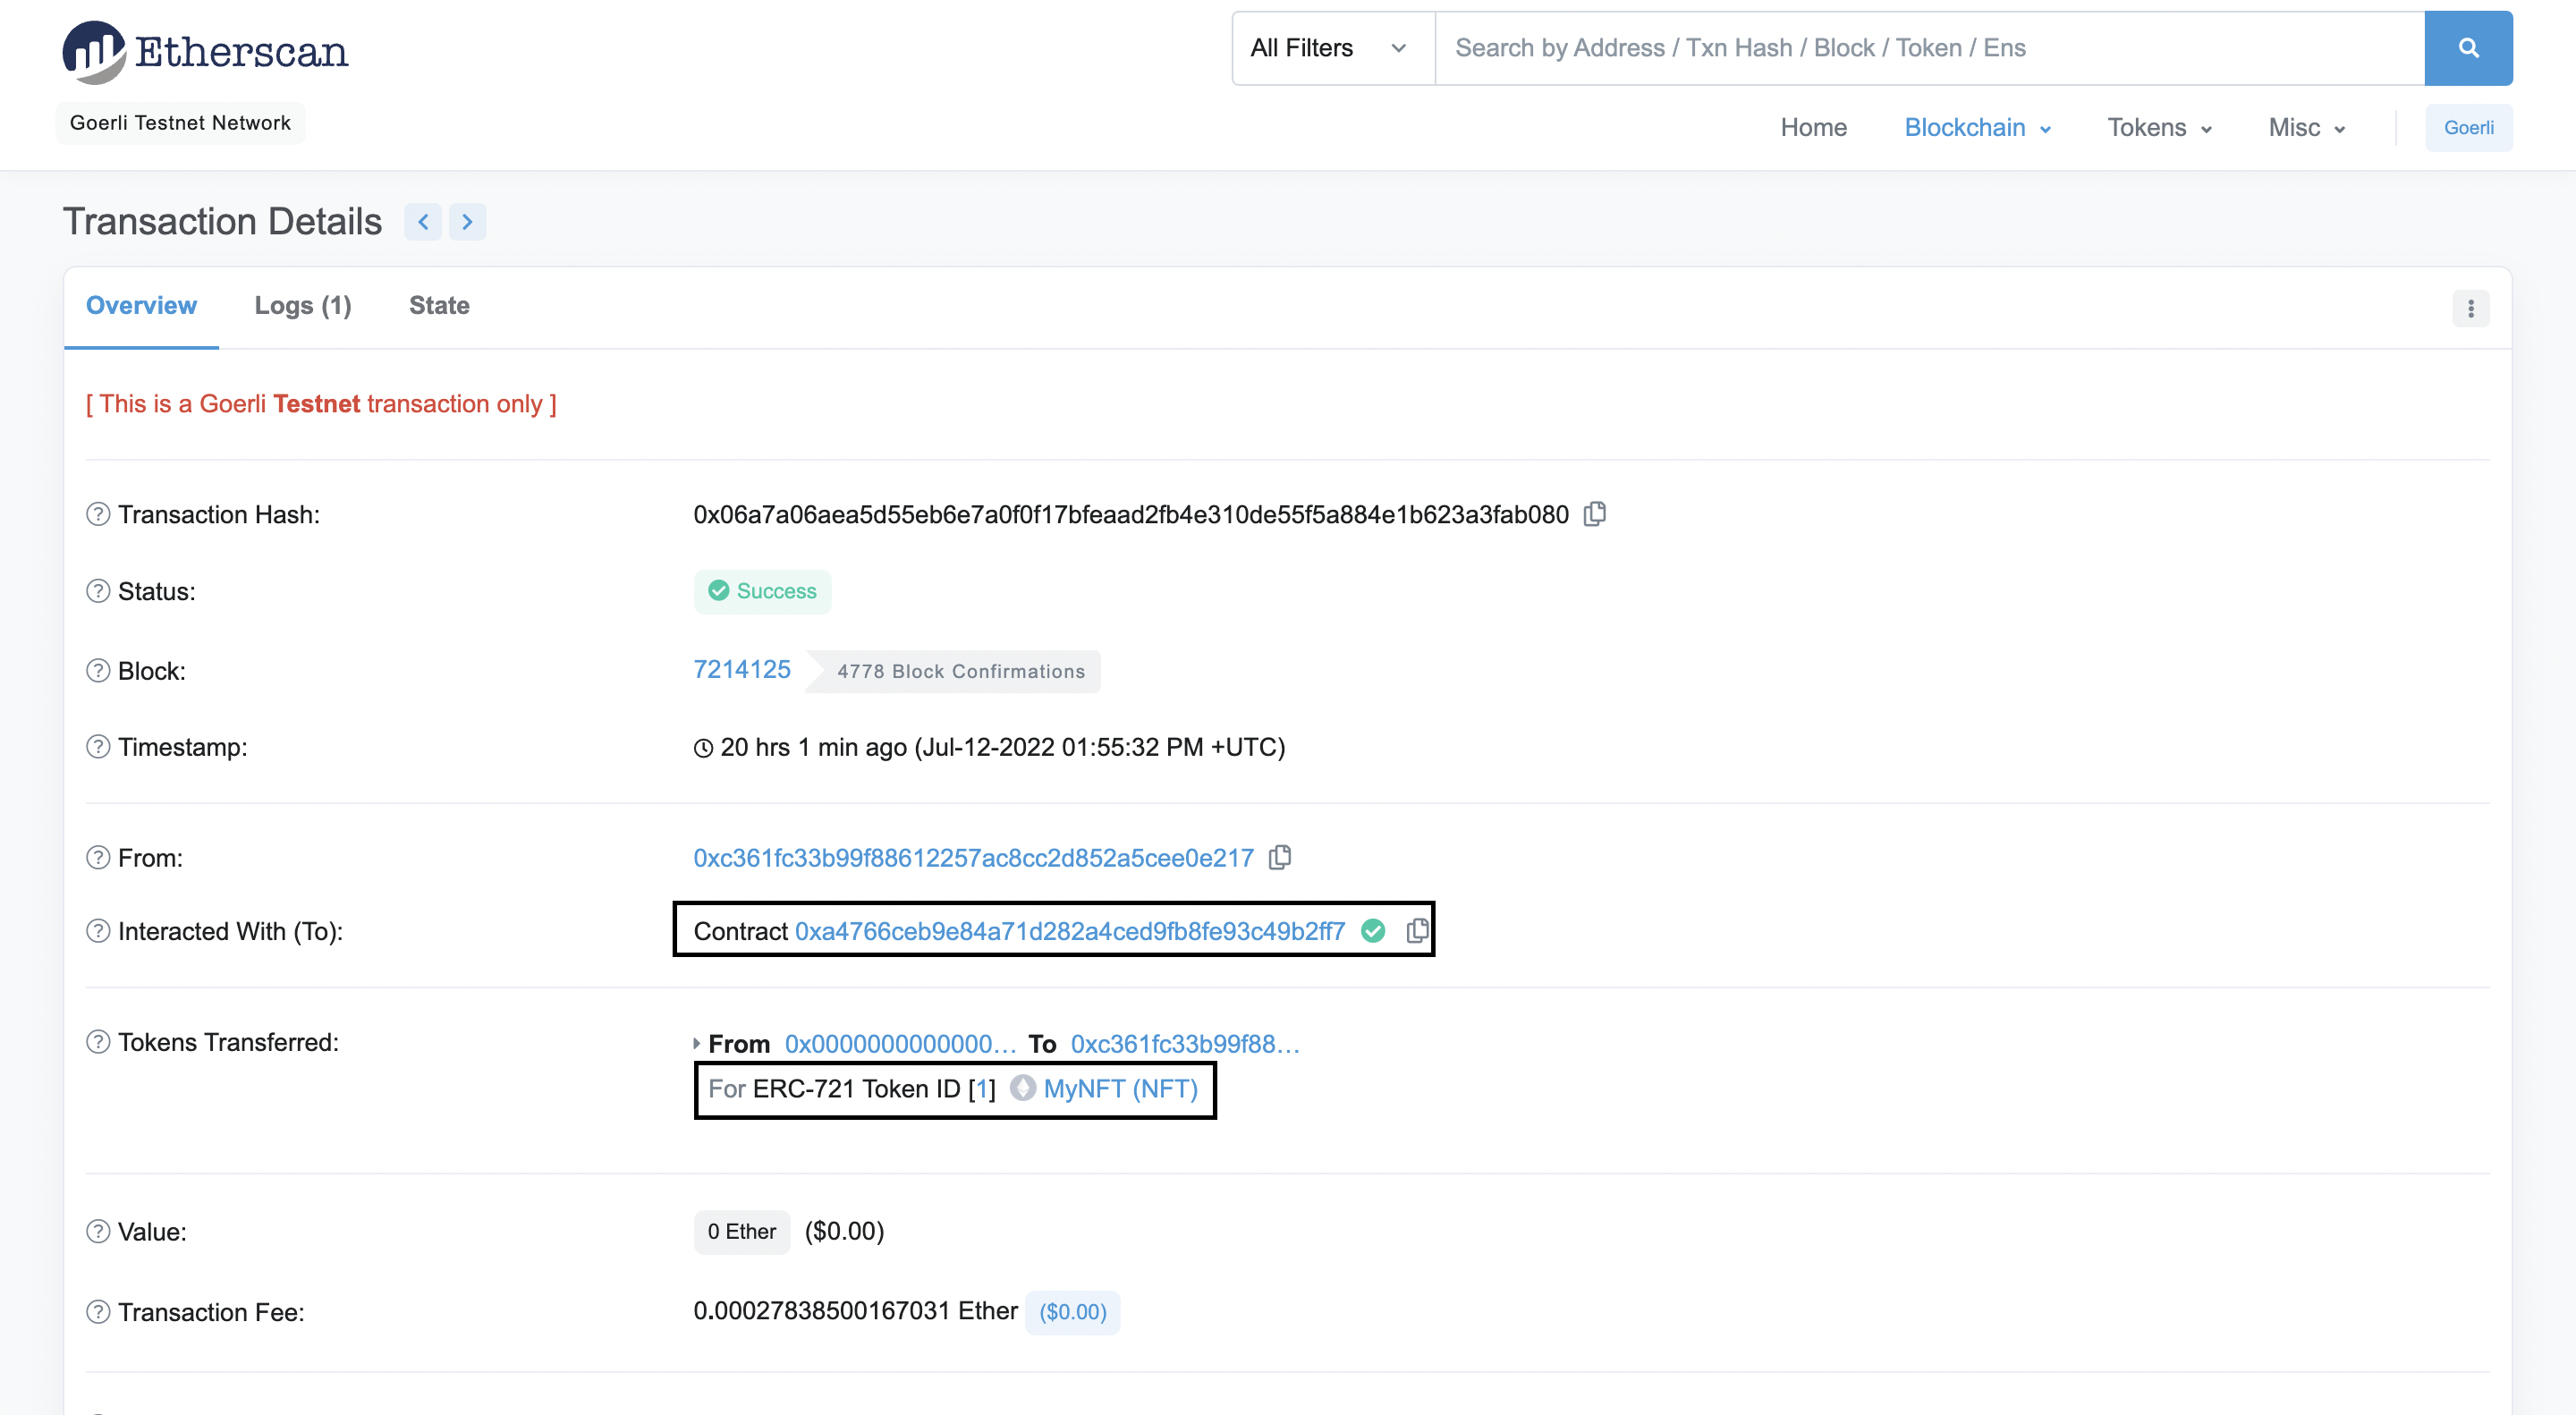 Etherscan
All Filters
Search by Address / Txn Hash / Block / Token / Ens
Goerli Testnet Network
Home Blockchain Tokens Misc Goerli
Transaction Details
Overview Logs (1) State
[ This is a Goerli Testnet transaction only ]
Transaction Hash: 0x06a7a06aea5d55eb6e7a0f0f17bfeaad2fb4e310de55f5a884e1b623a3fab080
Status: Success
Block: 7214125 4778 Block Confirmations
Timestamp: 20 hrs 1 min ago (Jul-12-2022 01:55:32 PM +UTC)
From: 0xc361fc33b99f88612257ac8cc2d852a5cee0e217
Interacted With (To): Contract 0xa4766ceb9e84a71d282a4ced9fb8fe93c49b2ff7
Tokens Transferred: From 0x0000000000000... To 0xc361fc33b99f88...
For ERC-721 Token ID [1] MyNFT (NFT)
Value: 0 Ether ($0.00)
Transaction Fee: 0.00027838500167031 Ether ($0.00)